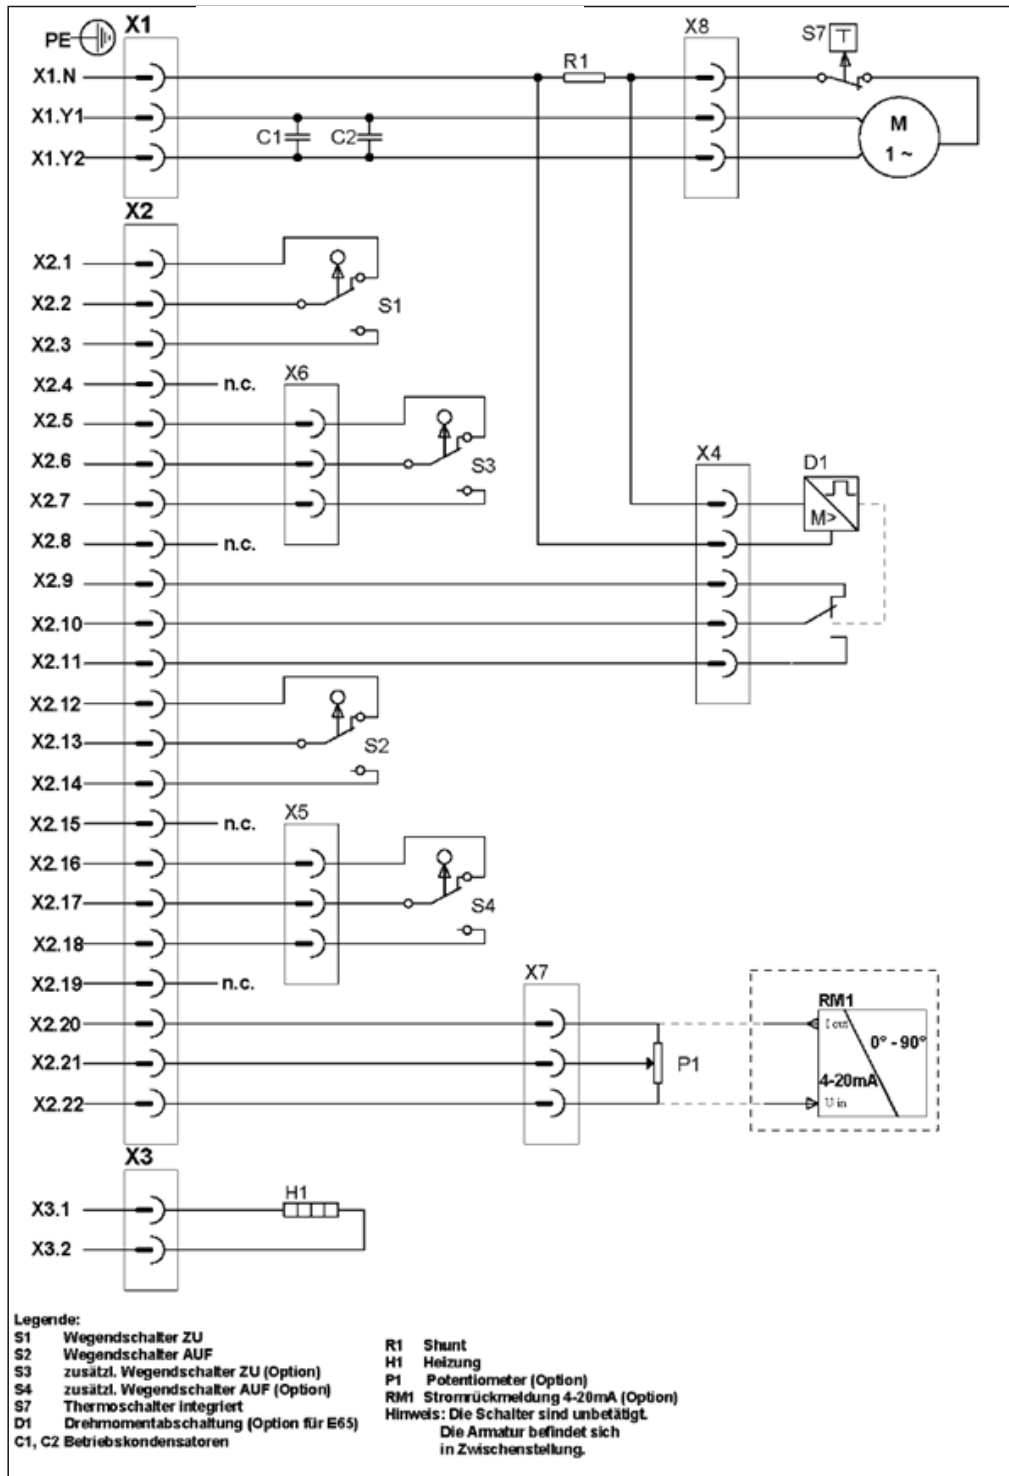 PE
X1
X1.N
X1.Y1
X1.Y2
C1
C2
R1
X8
S7
T
M
1 ~
X2
X2.1
X2.2
X2.3
X2.4
n.c.
X2.5
X2.6
X2.7
X2.8
n.c.
X2.9
X2.10
X2.11
X2.12
X2.13
X2.14
X2.15
n.c.
X2.16
X2.17
X2.18
X2.19
n.c.
X2.20
X2.21
X2.22
S1
X6
S3
X4
D1
M>
S2
X5
S4
X7
P1
RM1
I out
0° - 90°
4-20mA
U in
X3
X3.1
X3.2
H1
Legende:
S1 Wegendschalter ZU
S2 Wegendschalter AUF
S3 zusätzl. Wegendschalter ZU (Option)
S4 zusätzl. Wegendschalter AUF (Option)
S7 Thermoschalter integriert
D1 Drehmomentabschaltung (Option für E65)
C1, C2 Betriebskondensatoren
R1 Shunt
H1 Heizung
P1 Potentiometer (Option)
RM1 Stromrückmeldung 4-20mA (Option)
Hinweis: Die Schalter sind unbetätigt.
Die Armatur befindet sich
in Zwischenstellung.